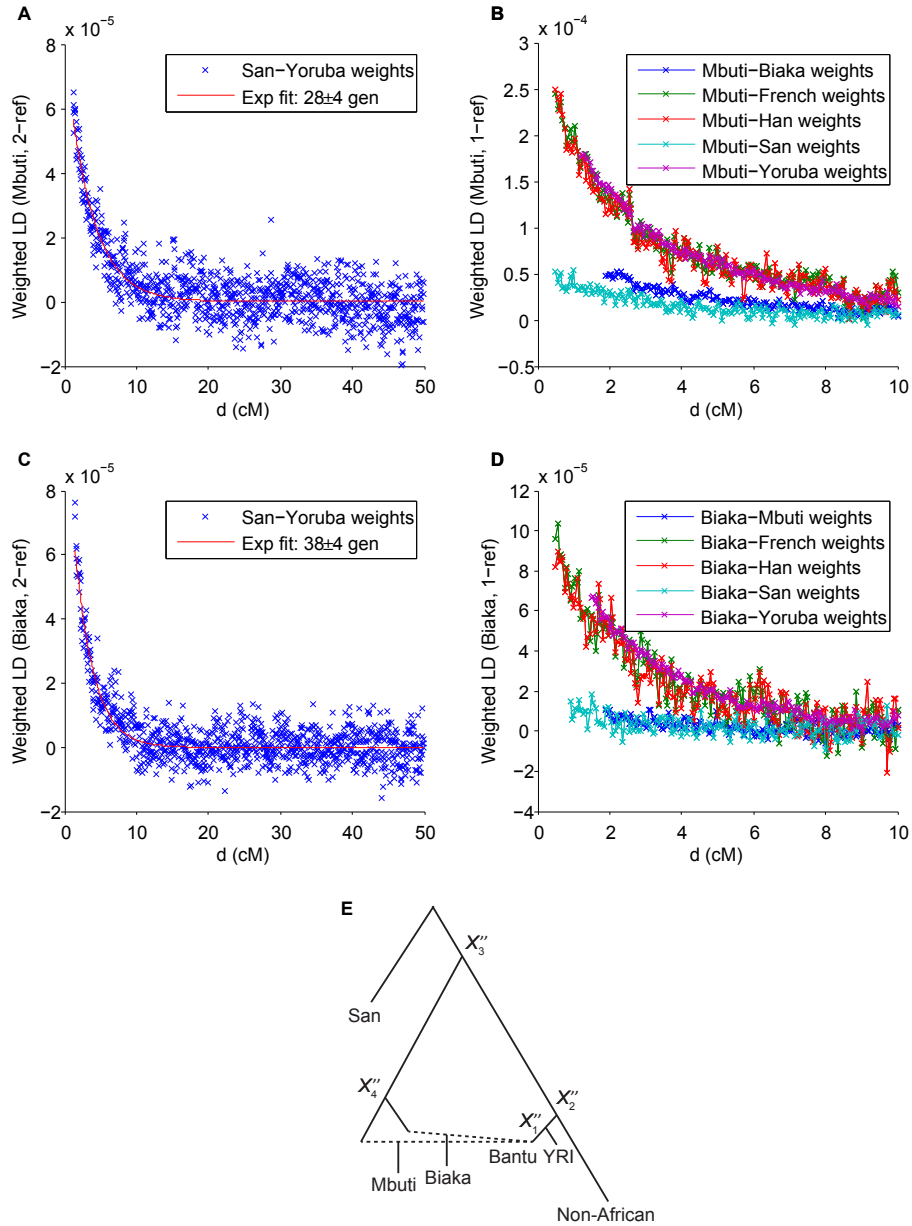 A
x 10⁻⁵
8
6
4
2
0
−2
0
10
20
30
40
50
Weighted LD (Mbuti, 2−ref)
d (cM)
San−Yoruba weights
Exp fit: 28±4 gen
B
x 10⁻⁴
3
2.5
2
1.5
1
0.5
0
−0.5
0
2
4
6
8
10
Weighted LD (Mbuti, 1−ref)
d (cM)
Mbuti−Biaka weights
Mbuti−French weights
Mbuti−Han weights
Mbuti−San weights
Mbuti−Yoruba weights
C
x 10⁻⁵
8
6
4
2
0
−2
0
10
20
30
40
50
Weighted LD (Biaka, 2−ref)
d (cM)
San−Yoruba weights
Exp fit: 38±4 gen
D
x 10⁻⁵
12
10
8
6
4
2
0
−2
−4
0
2
4
6
8
10
Weighted LD (Biaka, 1−ref)
d (cM)
Biaka−Mbuti weights
Biaka−French weights
Biaka−Han weights
Biaka−San weights
Biaka−Yoruba weights
E
X₃″
San
X₄″
X₁″
X₂″
Bantu YRI
Mbuti
Biaka
Non-African